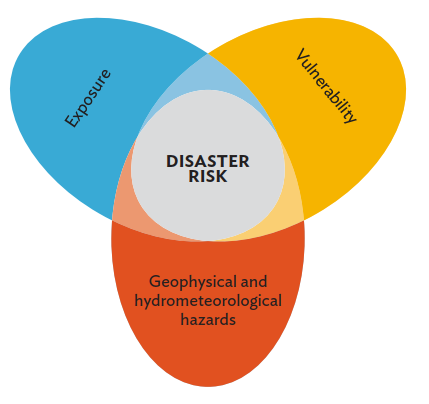 Exposure
Vulnerability
DISASTER
RISK
Geophysical and
hydrometeorological
hazards